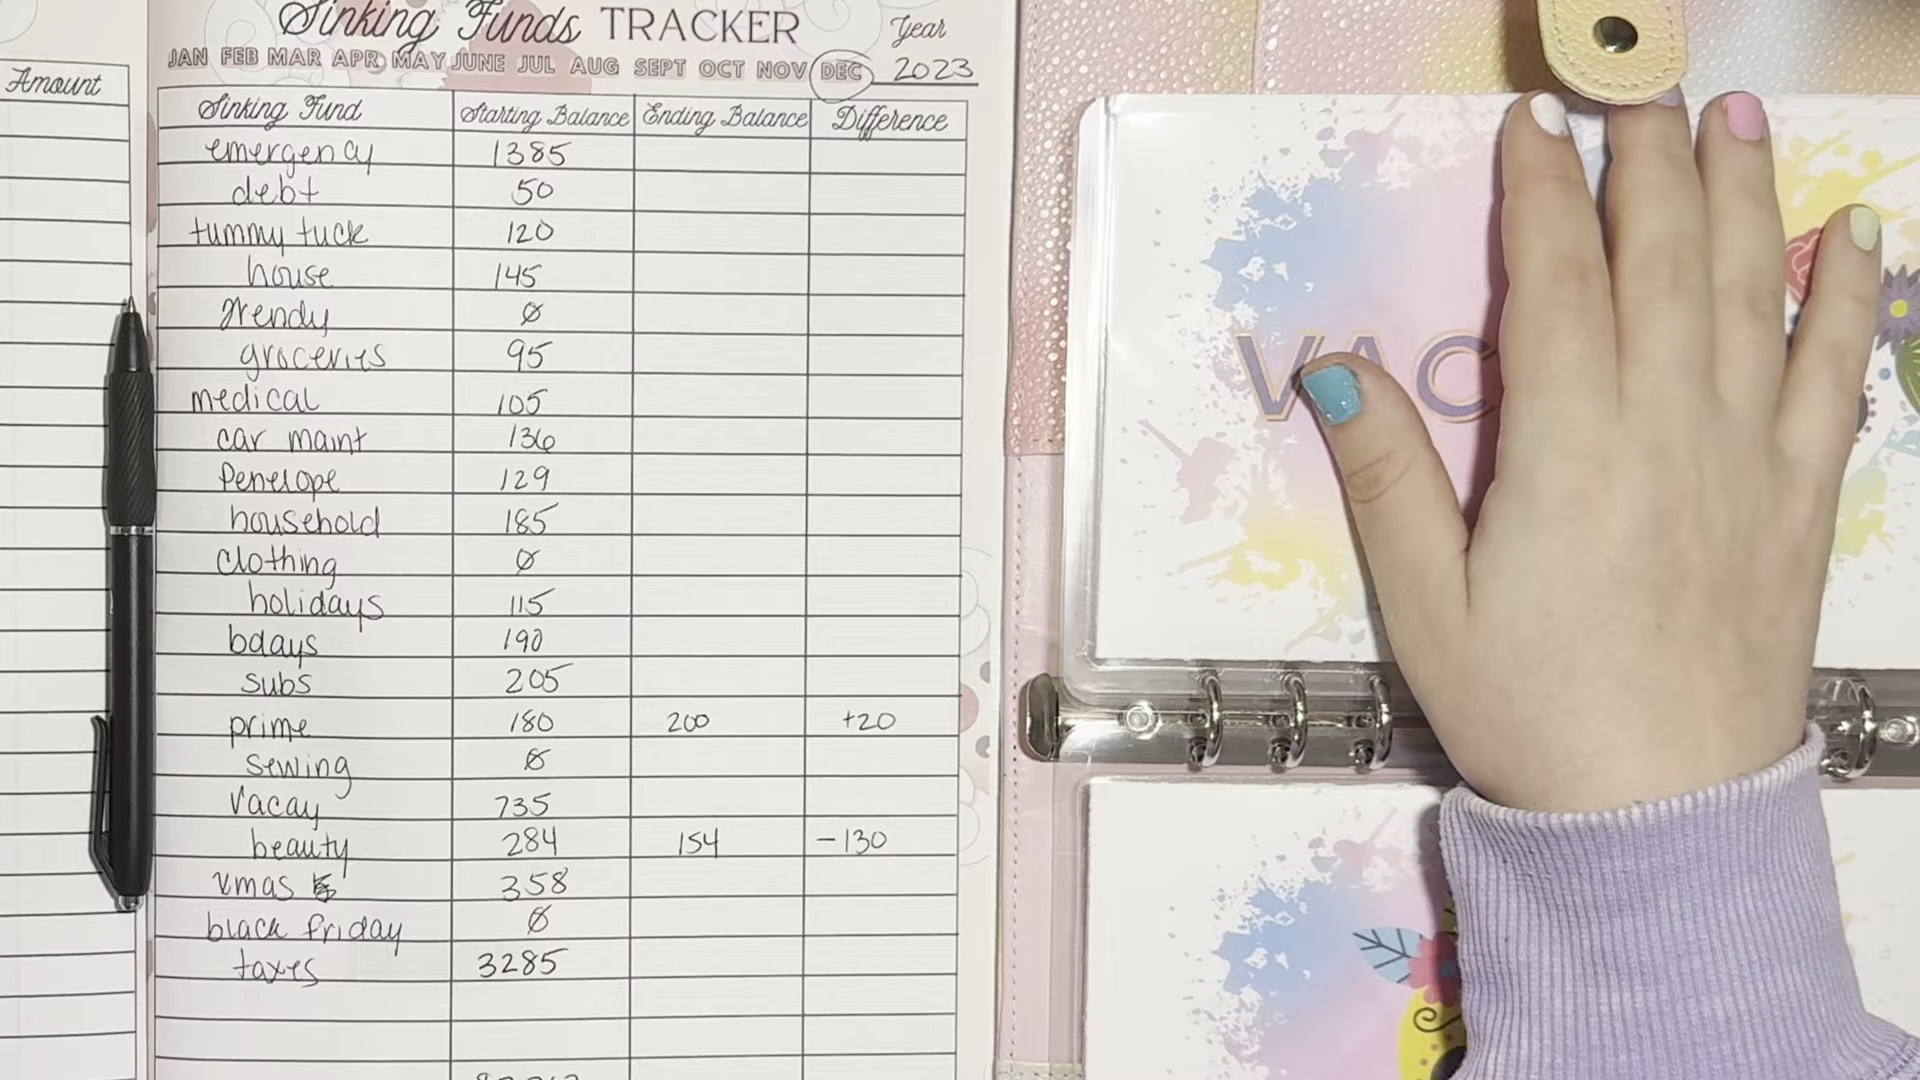 Sinking Funds TRACKER
Year
JAN FEB MAR APR MAY JUNE JUL AUG SEPT OCT NOV DEC 2023
Amount
Sinking Fund Starting Balance Ending Balance Difference
emergency 1385
debt 50
tummy tuck 120
house 145
trendy Ø
groceries 95
medical 105
car maint 136
Penelope 129
household 185
clothing Ø
holidays 115
bdays 190
subs 205
prime 180 200 +20
sewing Ø
vacay 735
beauty 284 154 -130
xmas 358
black friday Ø
taxes 3285
VAC